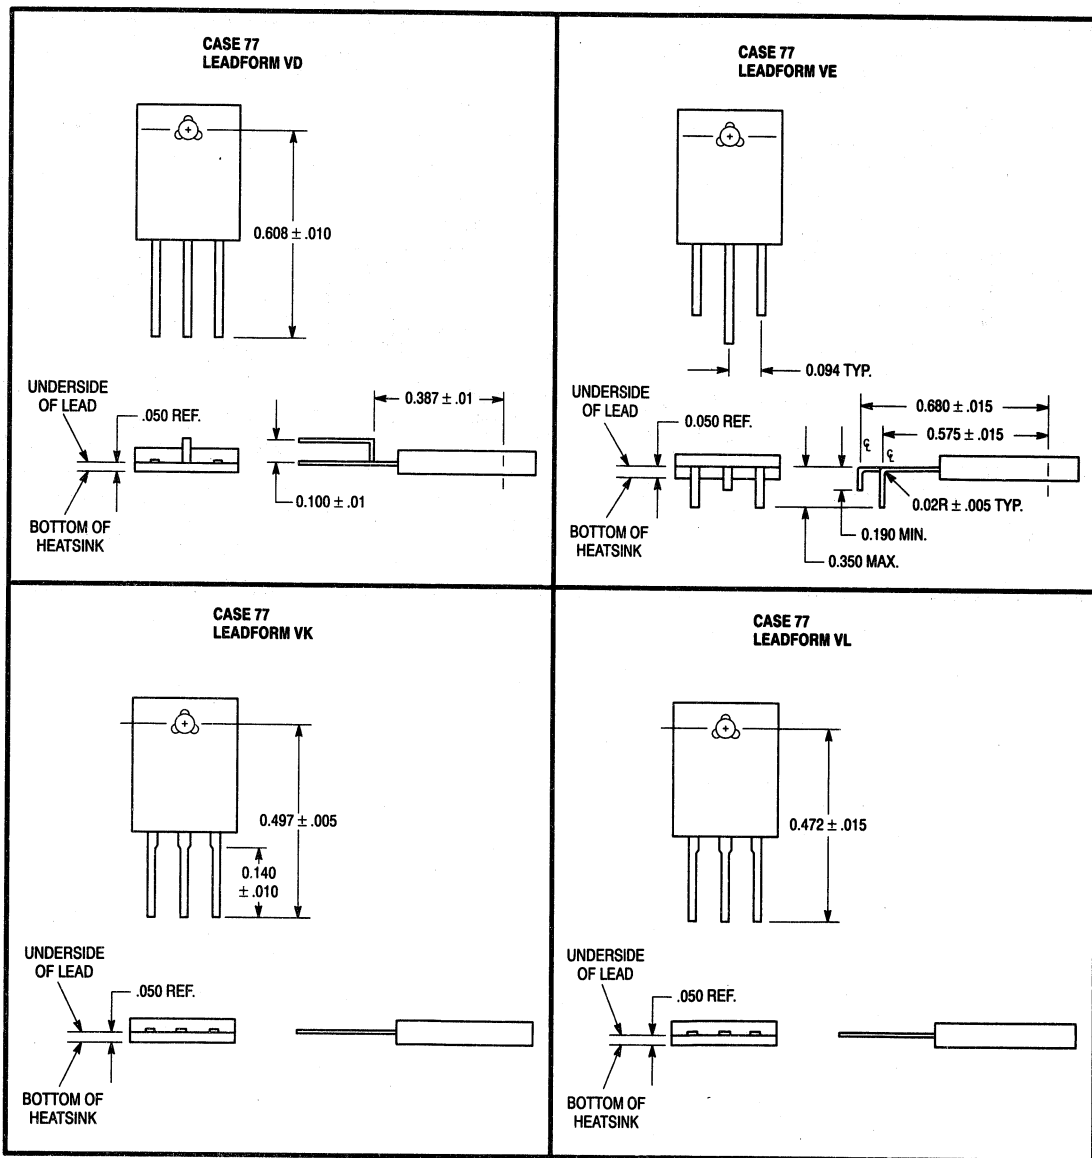 CASE 77
LEADFORM VD
0.608 ± .010
UNDERSIDE
OF LEAD
.050 REF.
BOTTOM OF
HEATSINK
0.387 ± .01
0.100 ± .01
CASE 77
LEADFORM VE
0.094 TYP.
UNDERSIDE
OF LEAD
0.050 REF.
BOTTOM OF
HEATSINK
0.680 ± .015
0.575 ± .015
℄
℄
0.02R ± .005 TYP.
0.190 MIN.
0.350 MAX.
CASE 77
LEADFORM VK
0.497 ± .005
0.140
± .010
UNDERSIDE
OF LEAD
.050 REF.
BOTTOM OF
HEATSINK
CASE 77
LEADFORM VL
0.472 ± .015
UNDERSIDE
OF LEAD
.050 REF.
BOTTOM OF
HEATSINK